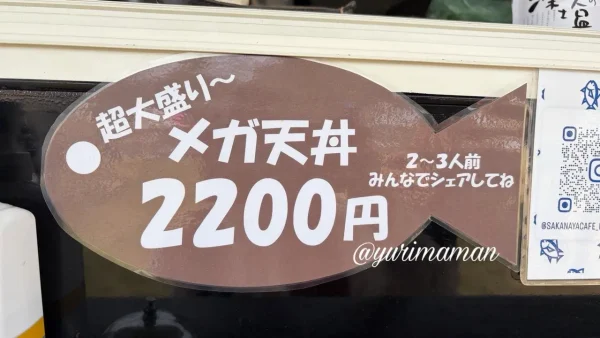 超大盛り〜
メガ天丼
2200円
2〜3人前
みんなでシェアしてね
@yurimaman